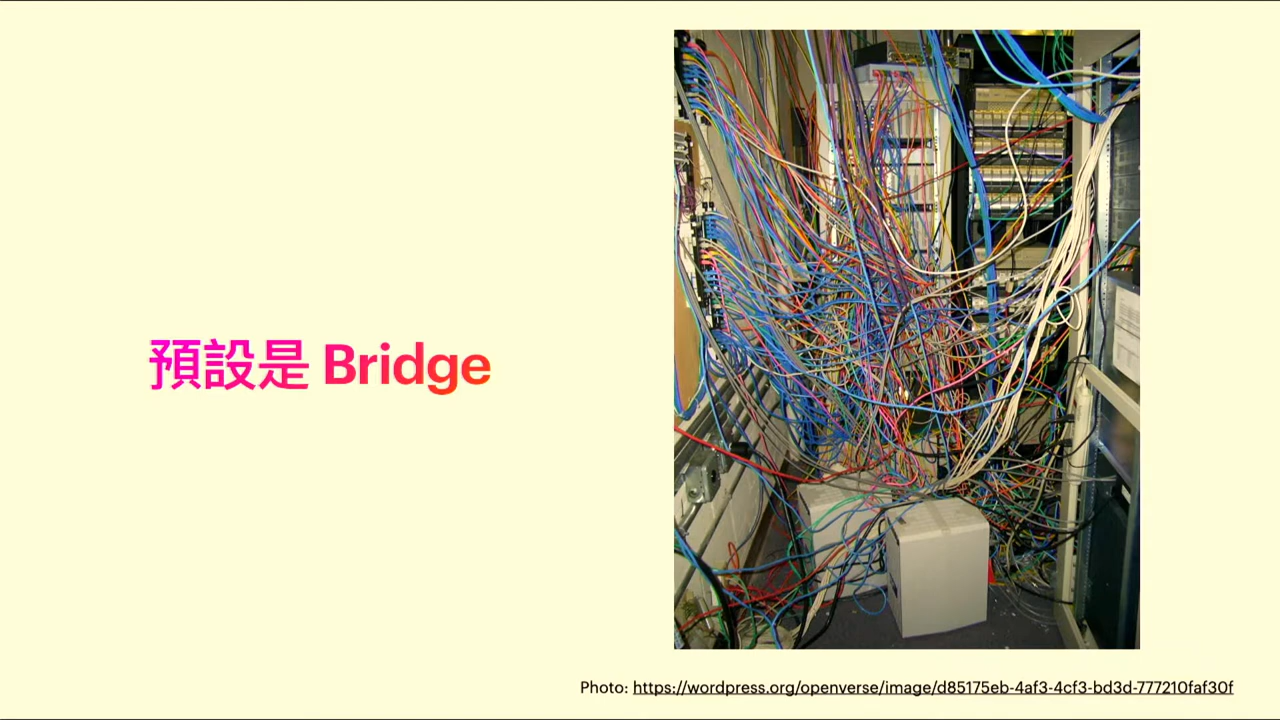 預設是 Bridge
Photo: https://wordpress.org/openverse/image/d85175eb-4af3-4cf3-bd3d-777210faf30f